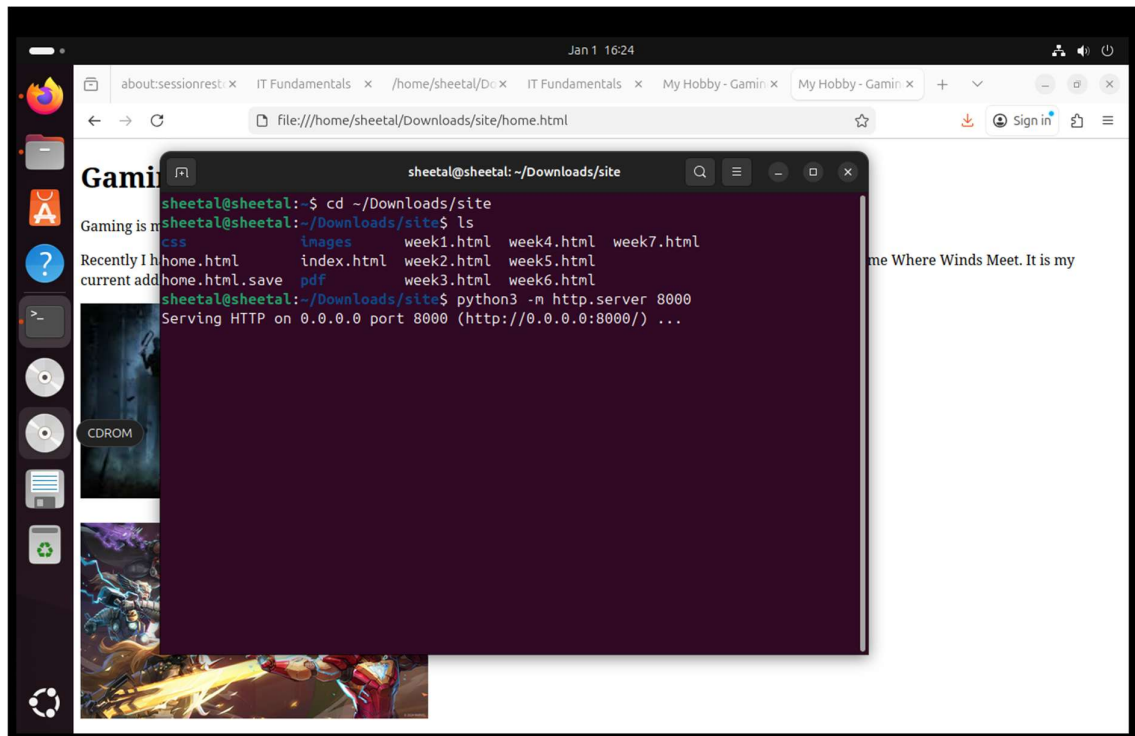 Jan 1 16:24
about:sessionresto IT Fundamentals /home/sheetal/Do IT Fundamentals My Hobby - Gamin My Hobby - Gamin
file:///home/sheetal/Downloads/site/home.html Sign in
Gami
sheetal@sheetal: ~/Downloads/site
sheetal@sheetal:~$ cd ~/Downloads/site
Gaming is m
sheetal@sheetal:~/Downloads/site$ ls
css images week1.html week4.html week7.html
Recently I h
home.html index.html week2.html week5.html
me Where Winds Meet. It is my
current add
home.html.save pdf week3.html week6.html
sheetal@sheetal:~/Downloads/site$ python3 -m http.server 8000
Serving HTTP on 0.0.0.0 port 8000 (http://0.0.0.0:8000/) ...
CDROM